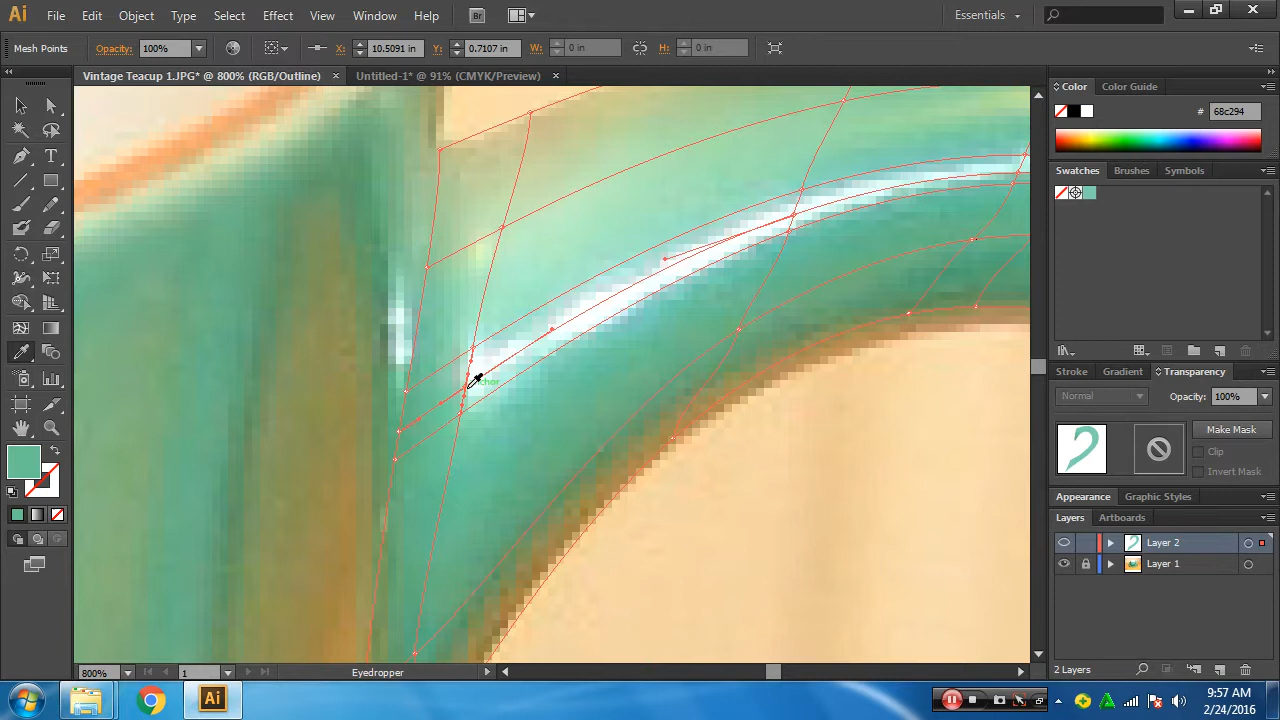 Ai File Edit Object Type Select Effect View Window Help Br Essentials
Mesh Points Opacity: 100% X: 10.5091 in Y: 0.7107 in W: 0 in H: 0 in
Vintage Teacup 1.JPG* @ 800% (RGB/Outline) × Untitled-1* @ 91% (CMYK/Preview) ×
Color Color Guide
# 68c294
Swatches Brushes Symbols
Stroke Gradient Transparency
Normal Opacity: 100%
Make Mask
Clip
Invert Mask
Appearance Graphic Styles
Layers Artboards
Layer 2
Layer 1
2 Layers
800% 1 Eyedropper
Ai 9:57 AM
2/24/2016